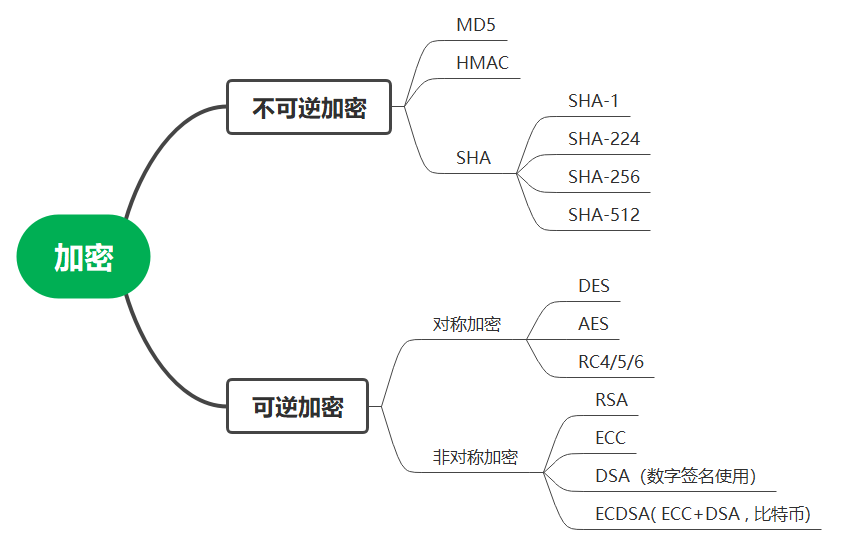 加密
不可逆加密
MD5
HMAC
SHA
SHA-1
SHA-224
SHA-256
SHA-512
可逆加密
对称加密
DES
AES
RC4/5/6
非对称加密
RSA
ECC
DSA（数字签名使用）
ECDSA( ECC+DSA , 比特币)